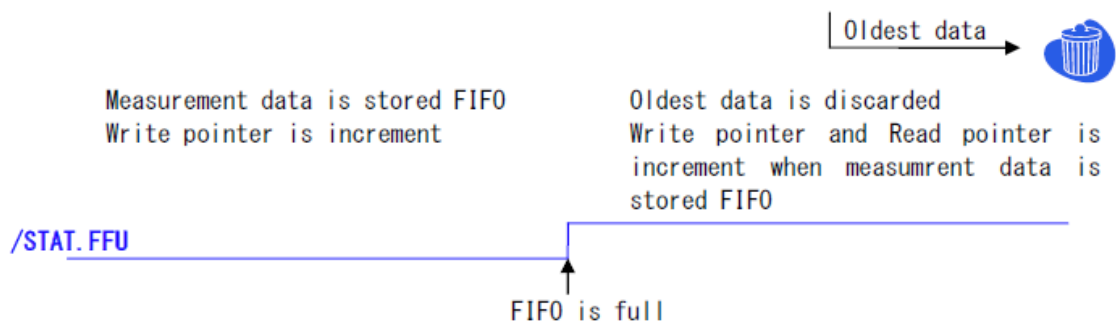 Oldest data
Measurement data is stored FIFO
Write pointer is increment
Oldest data is discarded
Write pointer and Read pointer is
increment when measumrent data is
stored FIFO
/STAT.FFU
FIFO is full